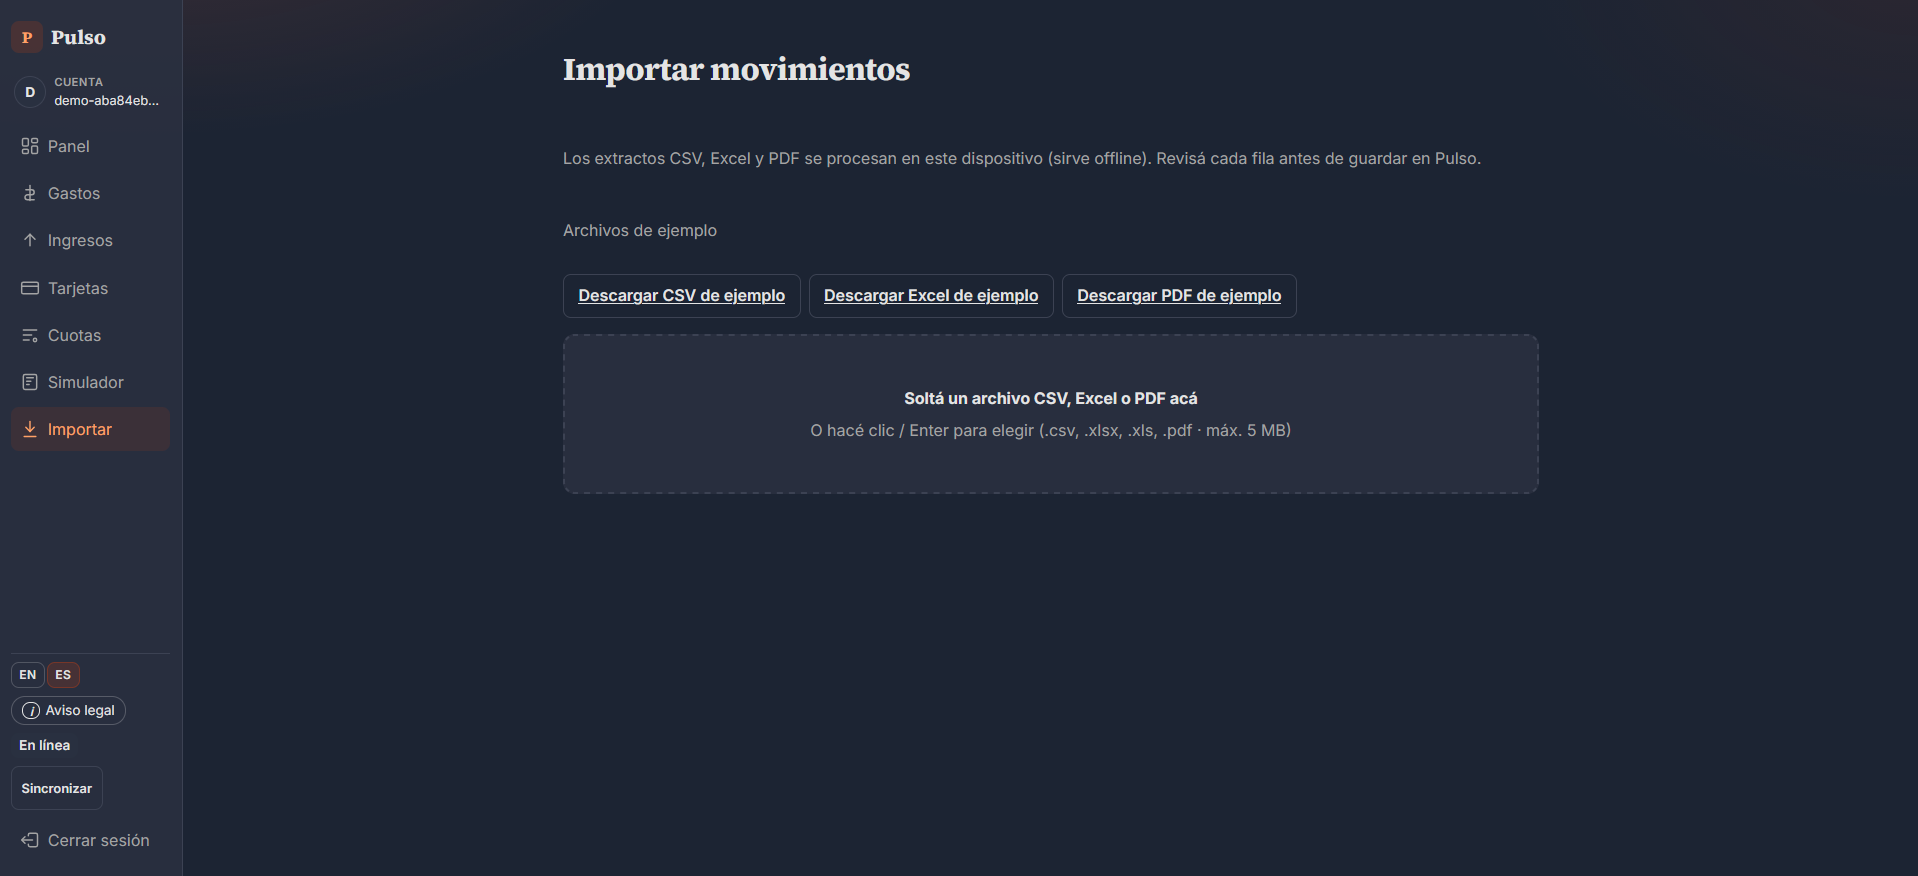 P Pulso
D
CUENTA
demo-aba84eb...
Panel
Gastos
Ingresos
Tarjetas
Cuotas
Simulador
Importar
EN ES
i Aviso legal
En línea
Sincronizar
Cerrar sesión
Importar movimientos
Los extractos CSV, Excel y PDF se procesan en este dispositivo (sirve offline). Revisá cada fila antes de guardar en Pulso.
Archivos de ejemplo
Descargar CSV de ejemplo Descargar Excel de ejemplo Descargar PDF de ejemplo
Soltá un archivo CSV, Excel o PDF acá
O hacé clic / Enter para elegir (.csv, .xlsx, .xls, .pdf · máx. 5 MB)